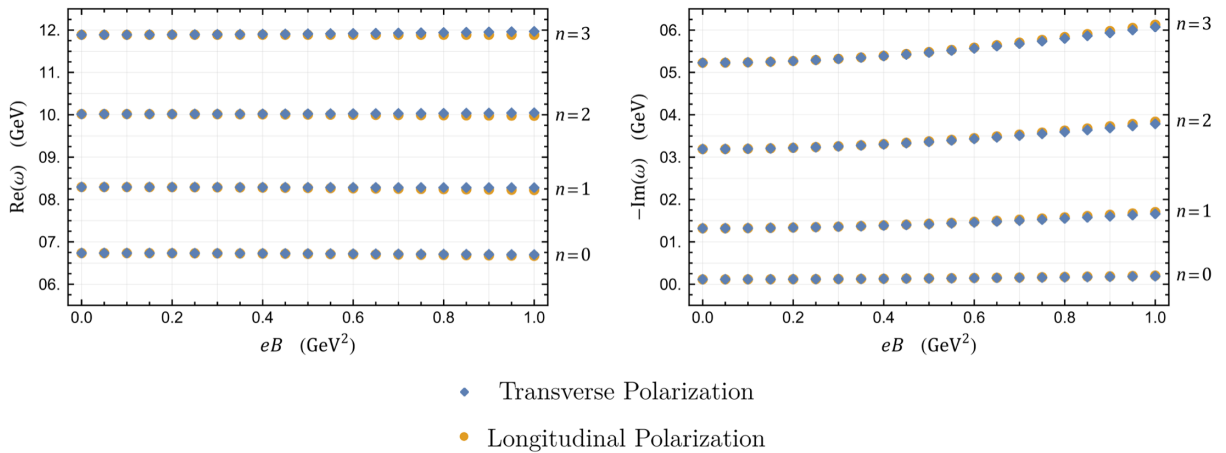 12.
11.
10.
09.
08.
07.
06.
Re(ω) (GeV)
n=3
n=2
n=1
n=0
0.0 0.2 0.4 0.6 0.8 1.0
eB (GeV²)
06.
05.
04.
03.
02.
01.
00.
−Im(ω) (GeV)
n=3
n=2
n=1
n=0
0.0 0.2 0.4 0.6 0.8 1.0
eB (GeV²)
Transverse Polarization
Longitudinal Polarization